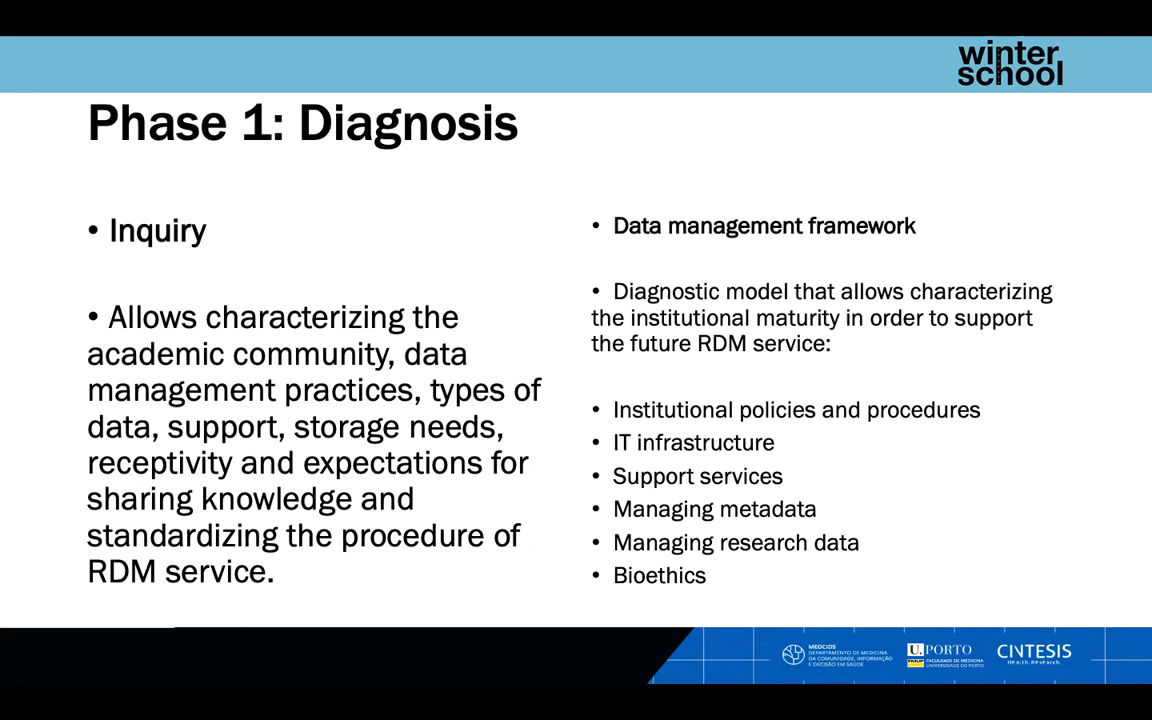 winter
school
Phase 1: Diagnosis
• Inquiry
• Allows characterizing the
academic community, data
management practices, types of
data, support, storage needs,
receptivity and expectations for
sharing knowledge and
standardizing the procedure of
RDM service.
• Data management framework
• Diagnostic model that allows characterizing
the institutional maturity in order to support
the future RDM service:
• Institutional policies and procedures
• IT infrastructure
• Support services
• Managing metadata
• Managing research data
• Bioethics
MEDCIDS
DEPARTAMENTO DE MEDICINA
DA COMUNIDADE, INFORMAÇÃO
E DECISÃO EM SAÚDE
U.PORTO
FMUP FACULDADE DE MEDICINA
UNIVERSIDADE DO PORTO
CINTESIS
Health.Research.